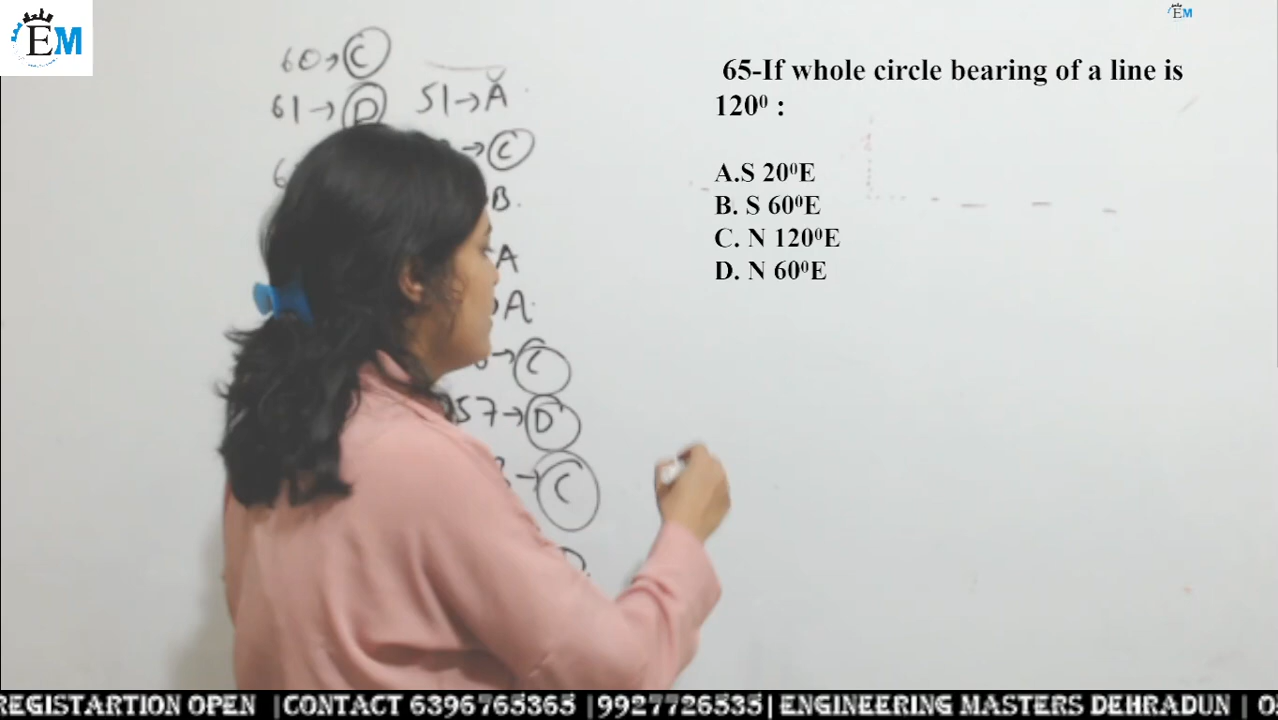 EM
EM
60→C
61→D
51→A
→C
B.
A
A.
→C
57→D
→C
65-If whole circle bearing of a line is
120⁰ :
A.S 20⁰E
B. S 60⁰E
C. N 120⁰E
D. N 60⁰E
REGISTARTION OPEN |CONTACT 6396765365 |9927726535| ENGINEERING MASTERS DEHRADUN | O